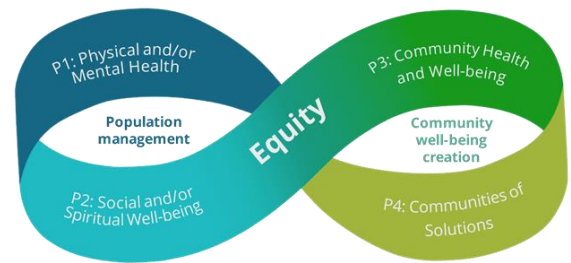 P1: Physical and/or
Mental Health
Population
management
P2: Social and/or
Spiritual Well-being
Equity
P3: Community Health
and Well-being
Community
well-being
creation
P4: Communities of
Solutions